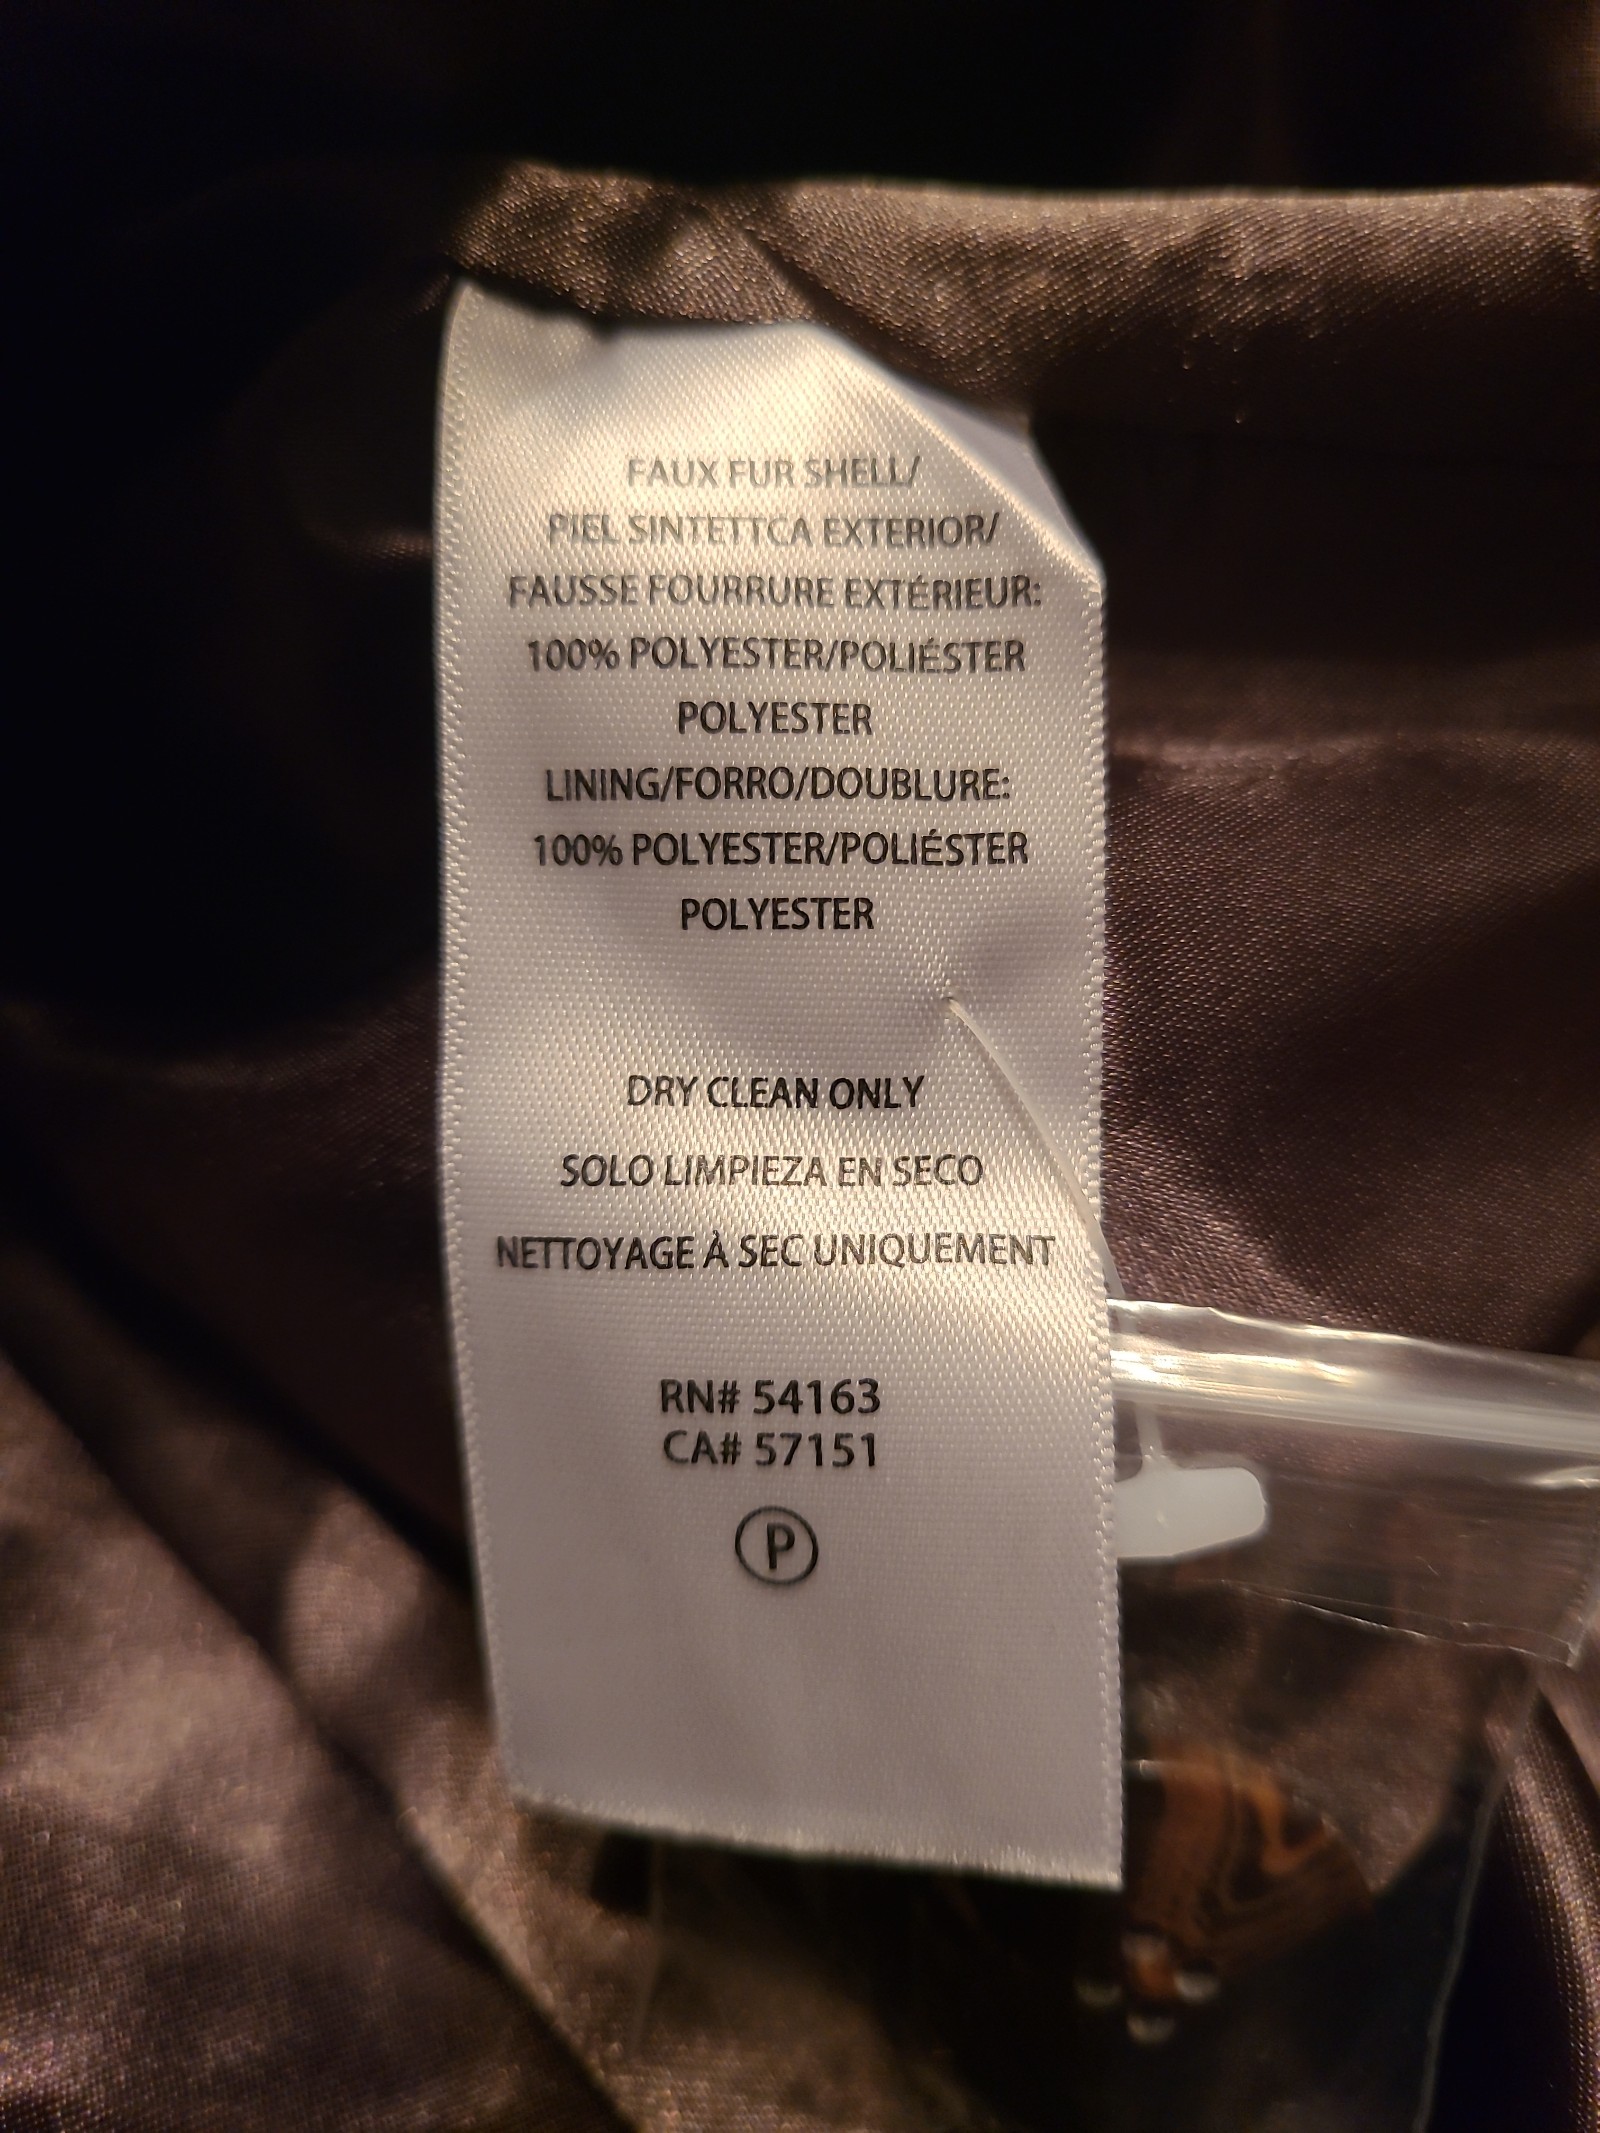 FAUX FUR SHELL/
PIEL SINTETTCA EXTERIOR/
FAUSSE FOURRURE EXTÉRIEUR:
100% POLYESTER/POLIÉSTER
POLYESTER
LINING/FORRO/DOUBLURE:
100% POLYESTER/POLIÉSTER
POLYESTER
DRY CLEAN ONLY
SOLO LIMPIEZA EN SECO
NETTOYAGE À SEC UNIQUEMENT
RN# 54163
CA# 57151
P